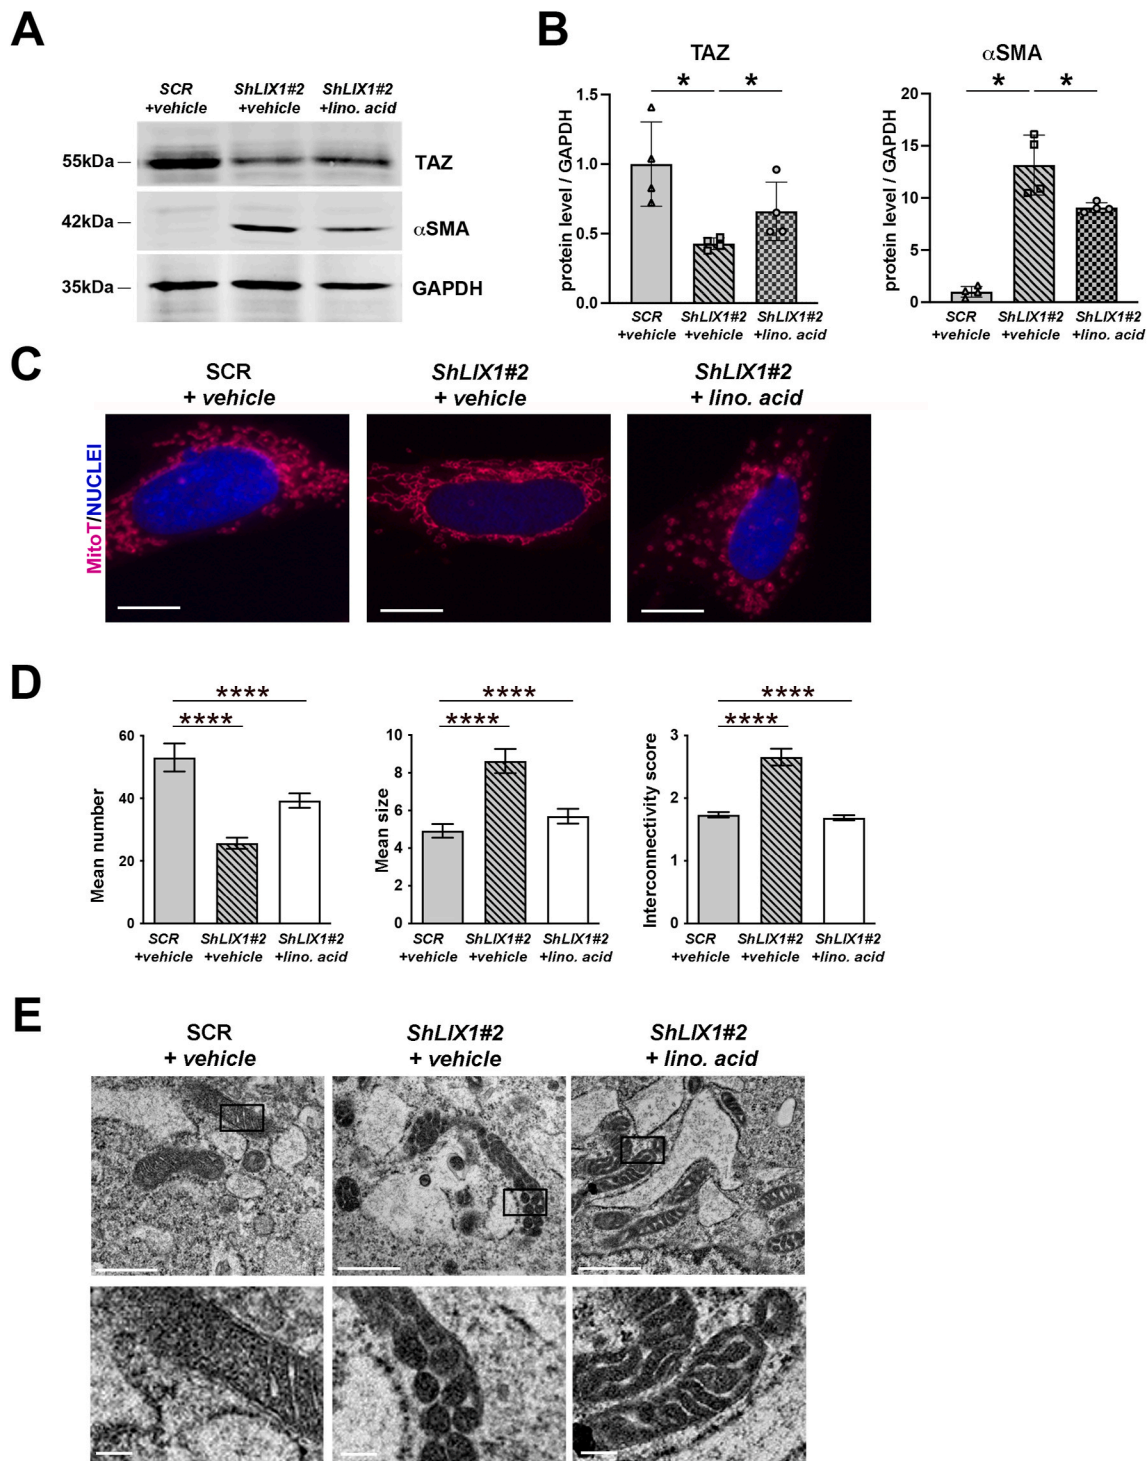 A
SCR ShLIX1#2 ShLIX1#2
+vehicle +vehicle +lino. acid
55kDa TAZ
42kDa αSMA
35kDa GAPDH
B
TAZ
* *
protein level / GAPDH
1.5
1.0
0.5
0.0
SCR ShLIX1#2 ShLIX1#2
+vehicle +vehicle +lino. acid
αSMA
* *
protein level / GAPDH
20
15
10
5
0
SCR ShLIX1#2 ShLIX1#2
+vehicle +vehicle +lino. acid
C
SCR ShLIX1#2 ShLIX1#2
+ vehicle + vehicle + lino. acid
MitoT/NUCLEI
D
****
****
Mean number
60
40
20
0
SCR ShLIX1#2 ShLIX1#2
+vehicle +vehicle +lino. acid
****
****
Mean size
10
8
6
4
2
0
SCR ShLIX1#2 ShLIX1#2
+vehicle +vehicle +lino. acid
****
****
Interconnectivity score
3
2
1
0
SCR ShLIX1#2 ShLIX1#2
+vehicle +vehicle +lino. acid
E
SCR ShLIX1#2 ShLIX1#2
+ vehicle + vehicle + lino. acid